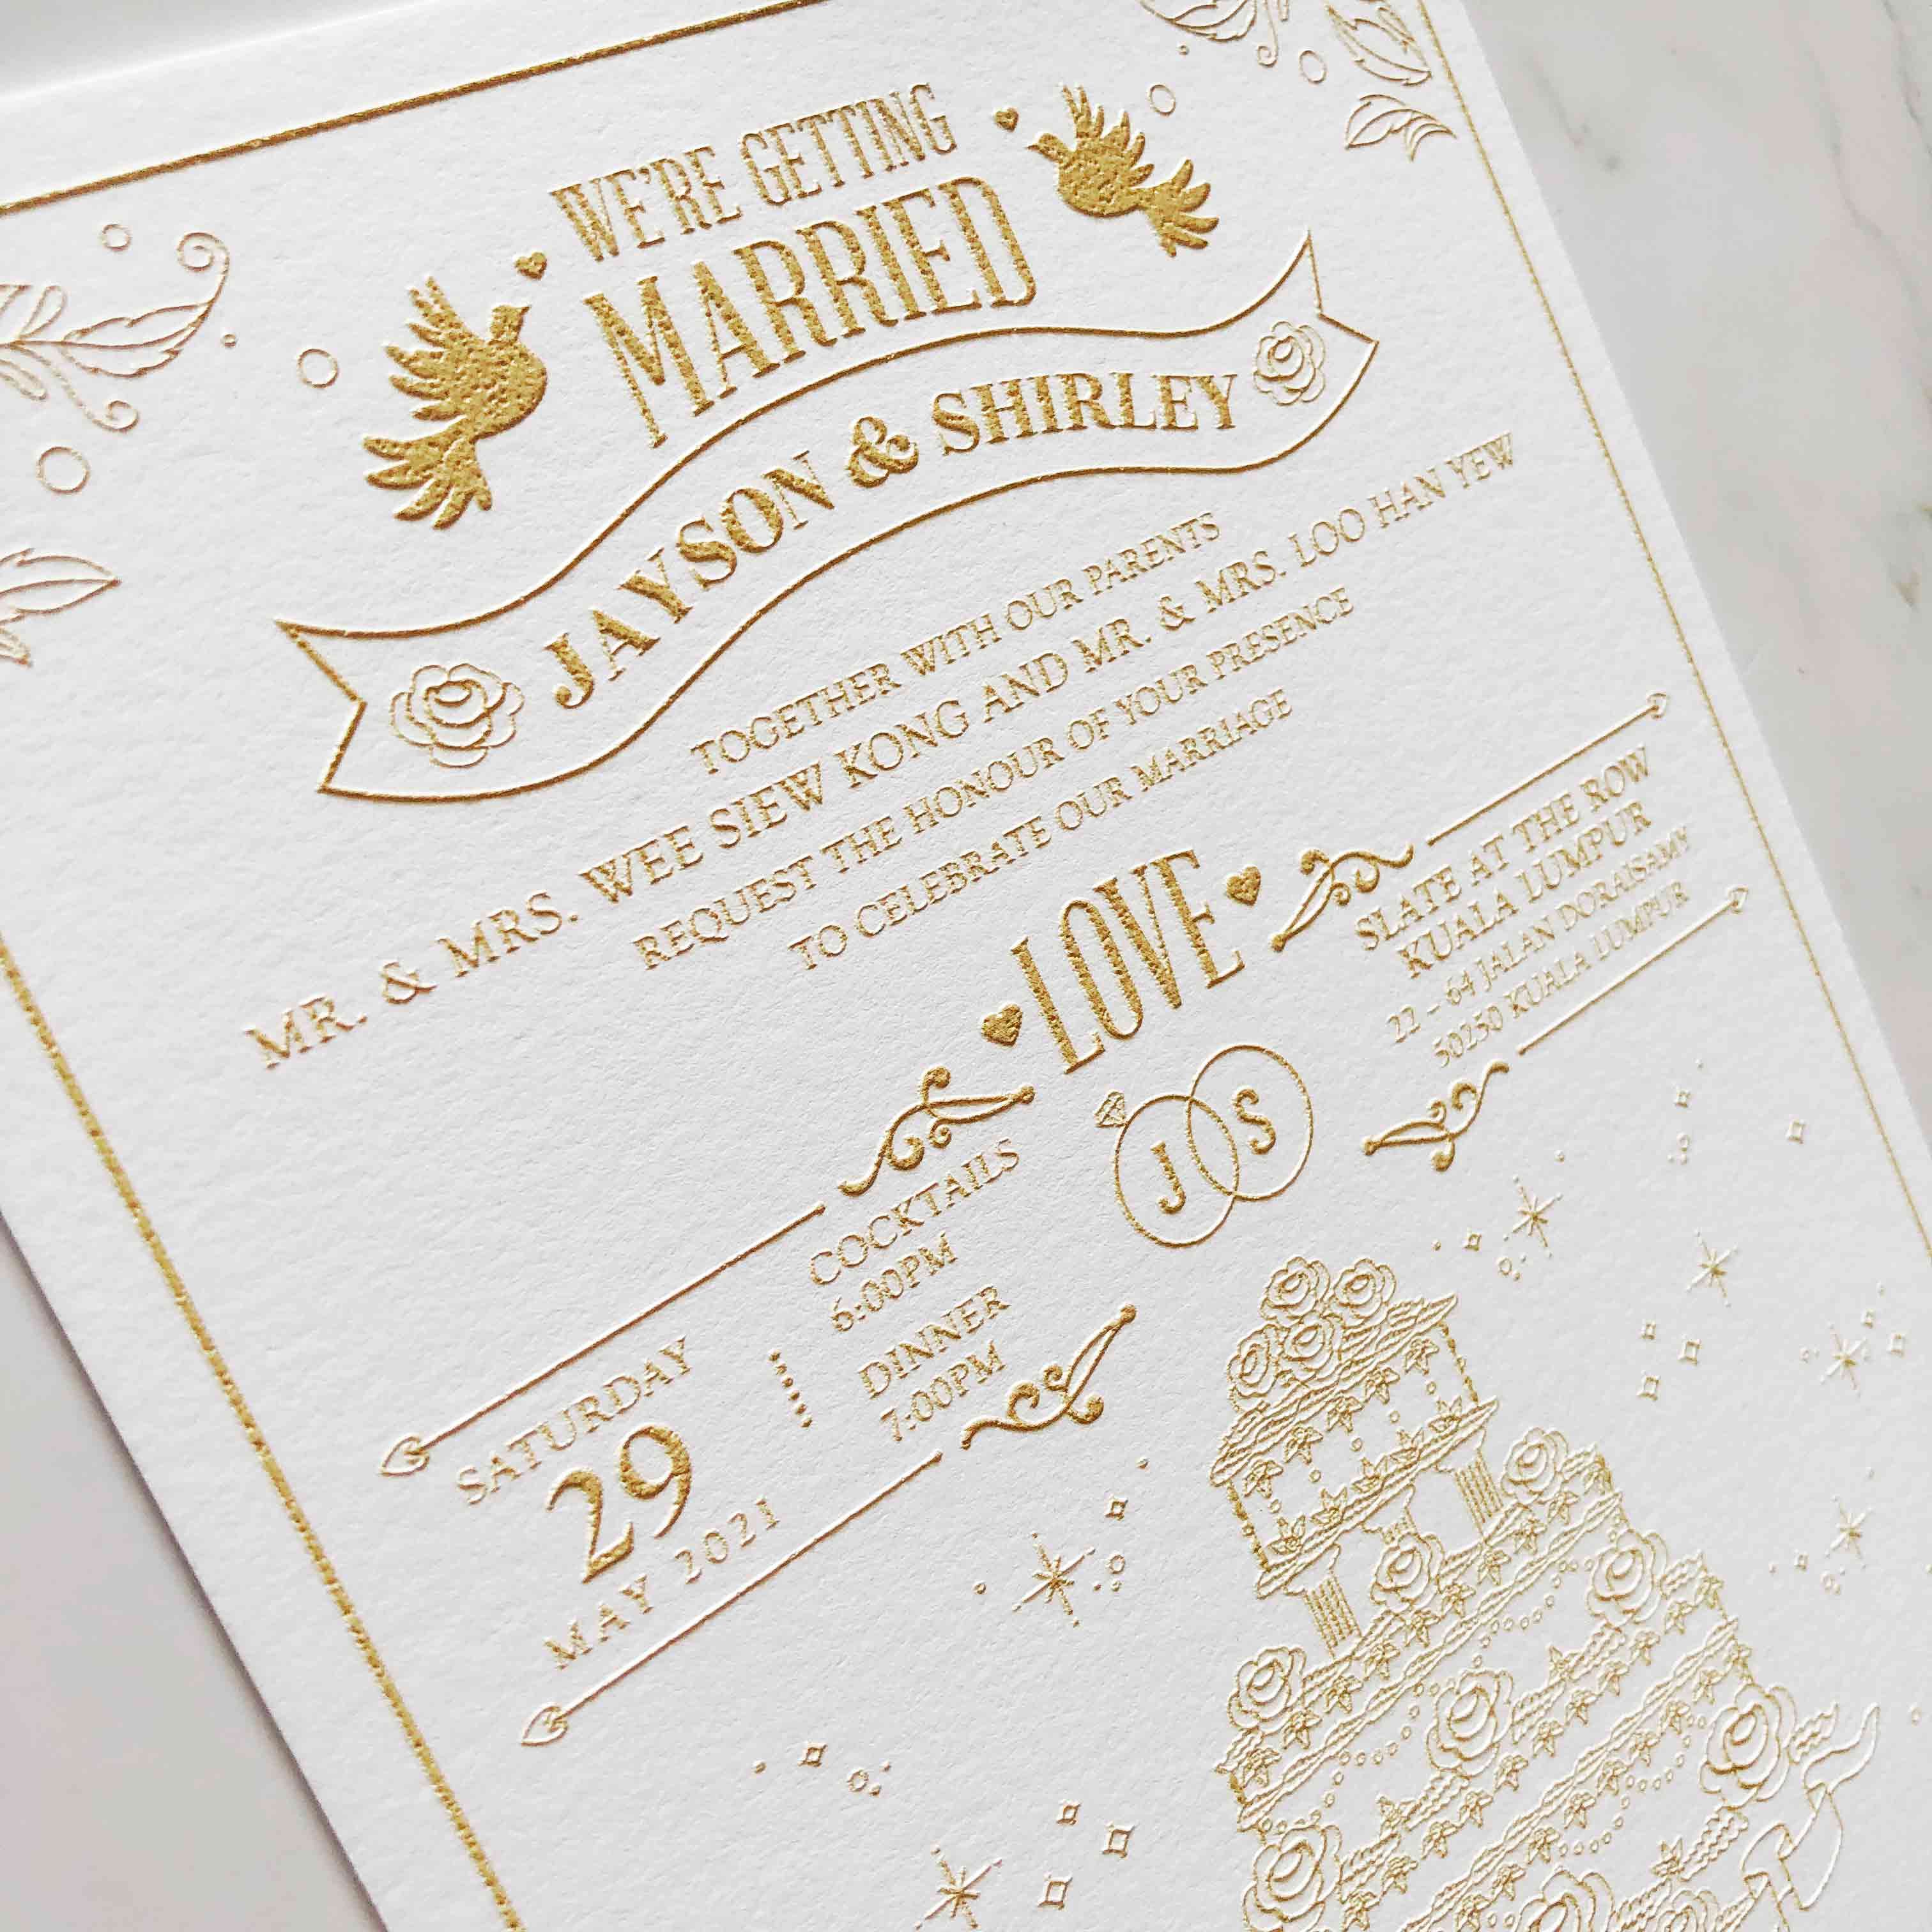 WE'RE GETTING
MARRIED
JAYSON & SHIRLEY
TOGETHER WITH OUR PARENTS
MR. & MRS. WEE SIEW KONG AND MR. & MRS. LOO HAN YEW
REQUEST THE HONOUR OF YOUR PRESENCE
TO CELEBRATE OUR MARRIAGE
LOVE
J S
SATURDAY
29
MAY 2021
COCKTAILS
6:00PM
DINNER
7:00PM
SLATE AT THE ROW
KUALA LUMPUR
22 – 64 JALAN DORAISAMY
50250 KUALA LUMPUR